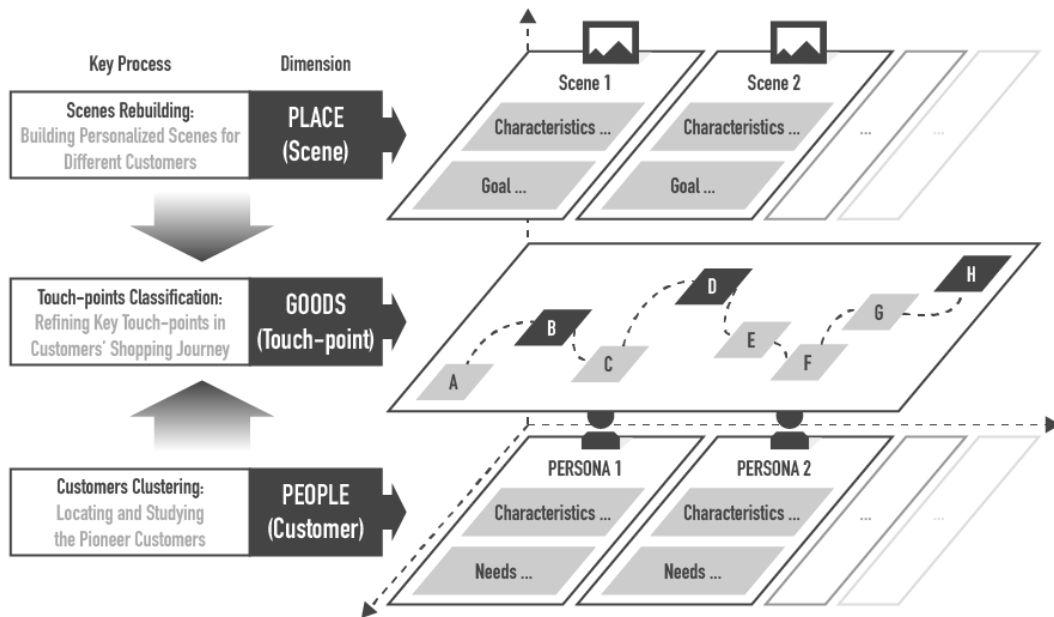 Key Process
Dimension
Scenes Rebuilding:
Building Personalized Scenes for
Different Customers
PLACE
(Scene)
Scene 1
Characteristics ...
Goal ...
Scene 2
Characteristics ...
Goal ...
...
...
Touch-points Classification:
Refining Key Touch-points in
Customers' Shopping Journey
GOODS
(Touch-point)
A
B
C
D
E
F
G
H
Customers Clustering:
Locating and Studying
the Pioneer Customers
PEOPLE
(Customer)
PERSONA 1
Characteristics ...
Needs ...
PERSONA 2
Characteristics ...
Needs ...
...
...